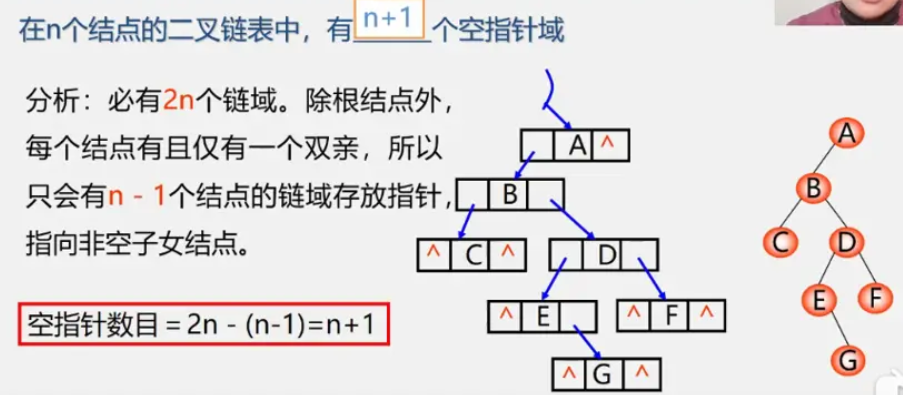 在n个结点的二叉链表中，有 n+1 个空指针域
分析：必有2n个链域。除根结点外，
每个结点有且仅有一个双亲，所以
只会有n - 1个结点的链域存放指针，
指向非空子女结点。
空指针数目＝2n - (n-1)=n+1
A ^
B
^ C ^
D
^ E
^ F ^
^ G ^
A
B
C
D
E
F
G